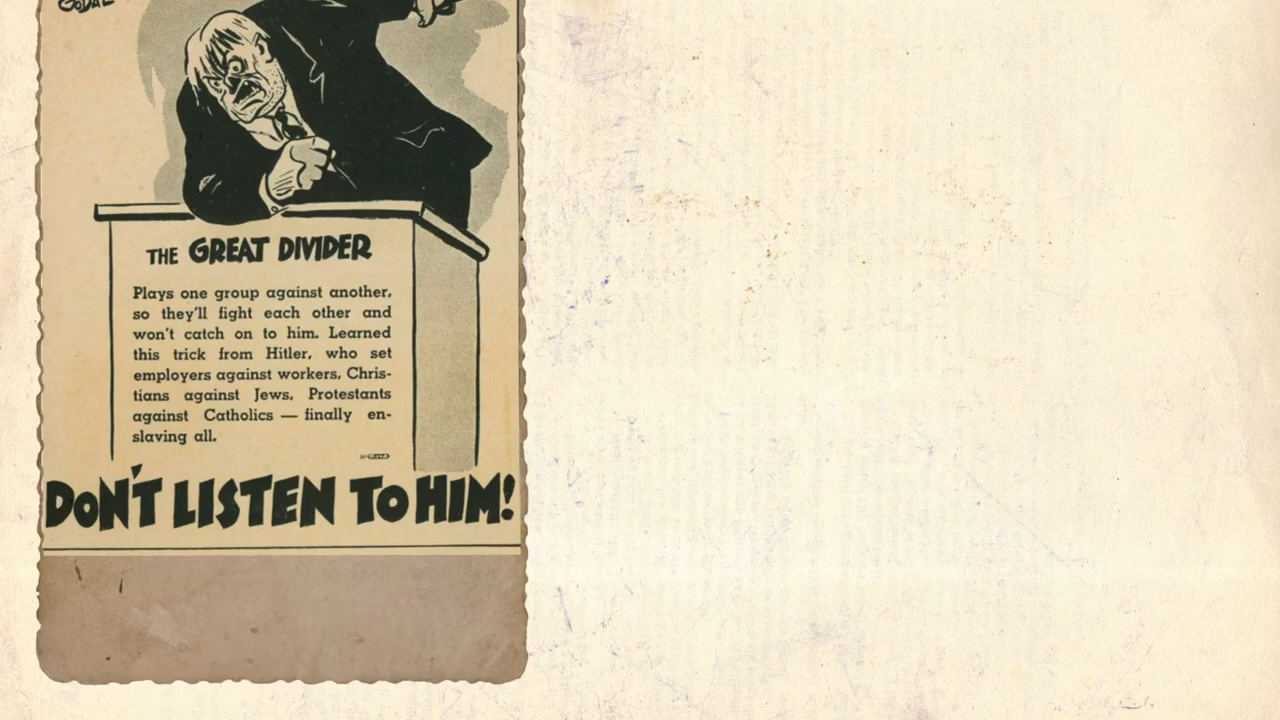 GODAL
THE GREAT DIVIDER
Plays one group against another,
so they'll fight each other and
won't catch on to him. Learned
this trick from Hitler, who set
employers against workers, Chris-
tians against Jews, Protestants
against Catholics — finally en-
slaving all.
DON'T LISTEN TO HIM!